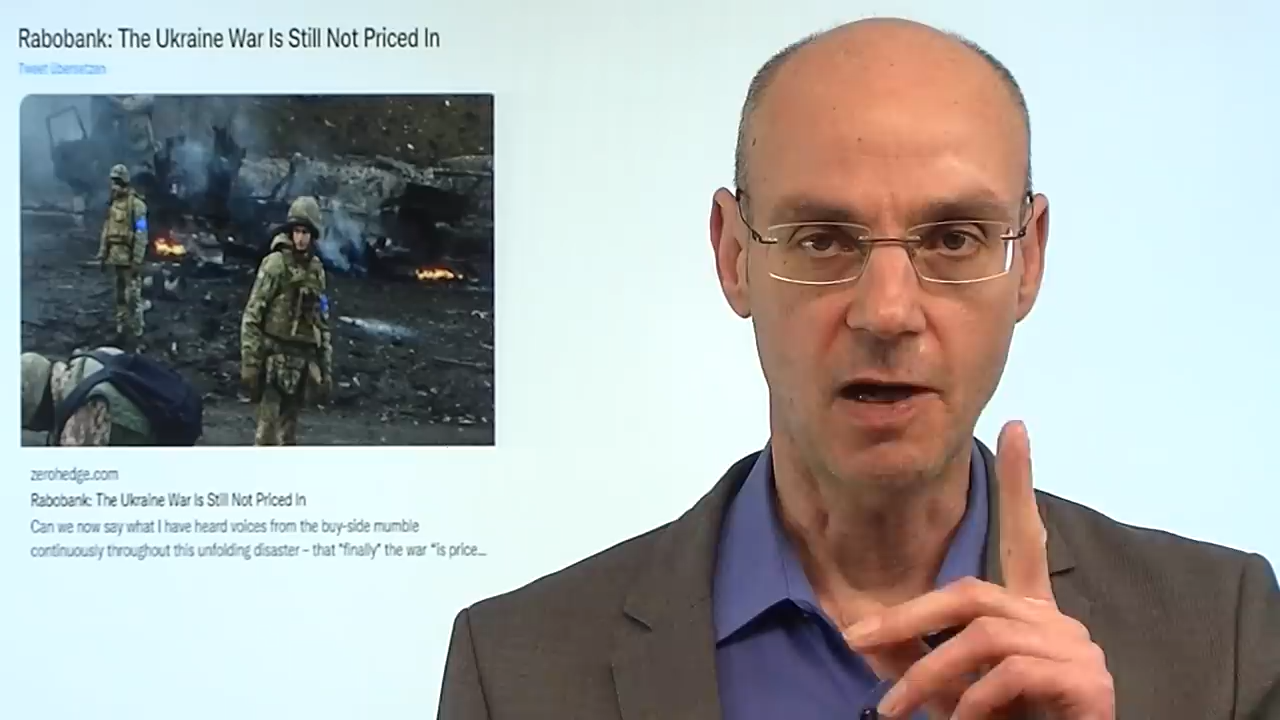 Rabobank: The Ukraine War Is Still Not Priced In
Tweet übersetzen
zerohedge.com
Rabobank: The Ukraine War Is Still Not Priced In
Can we now say what I have heard voices from the buy-side mumble
continuously throughout this unfolding disaster – that "finally" the war "is price...